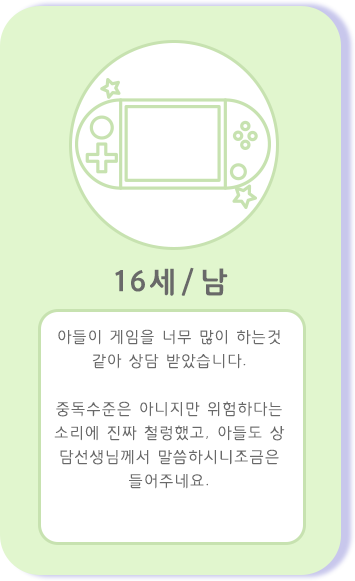 16세 / 남
아들이 게임을 너무 많이 하는것
같아 상담 받았습니다.
중독수준은 아니지만 위험하다는
소리에 진짜 철렁했고, 아들도 상
담선생님께서 말씀하시니조금은
들어주네요.